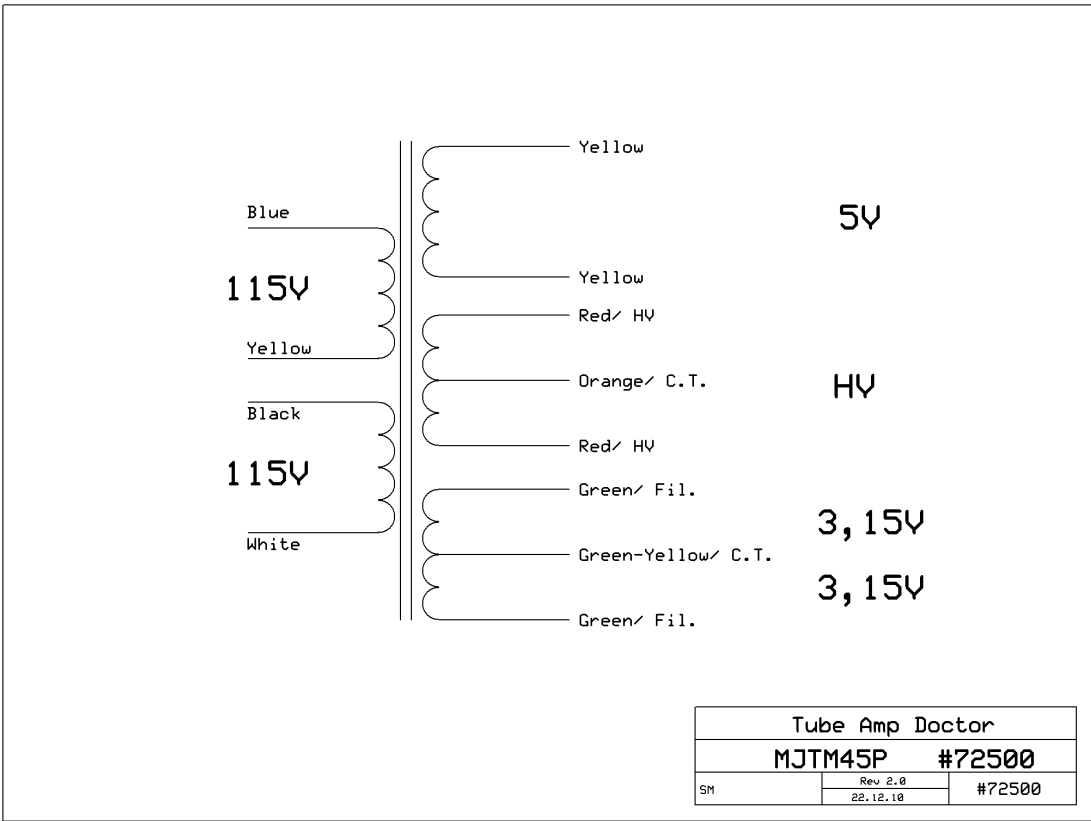 Yellow
Blue
5V
115V
Yellow
Red/ HV
Yellow
Orange/ C.T.
HV
Black
Red/ HV
115V
Green/ Fil.
3,15V
White
Green-Yellow/ C.T.
3,15V
Green/ Fil.
Tube Amp Doctor
MJTM45P #72500
SM
Rev 2.0
22.12.10
#72500